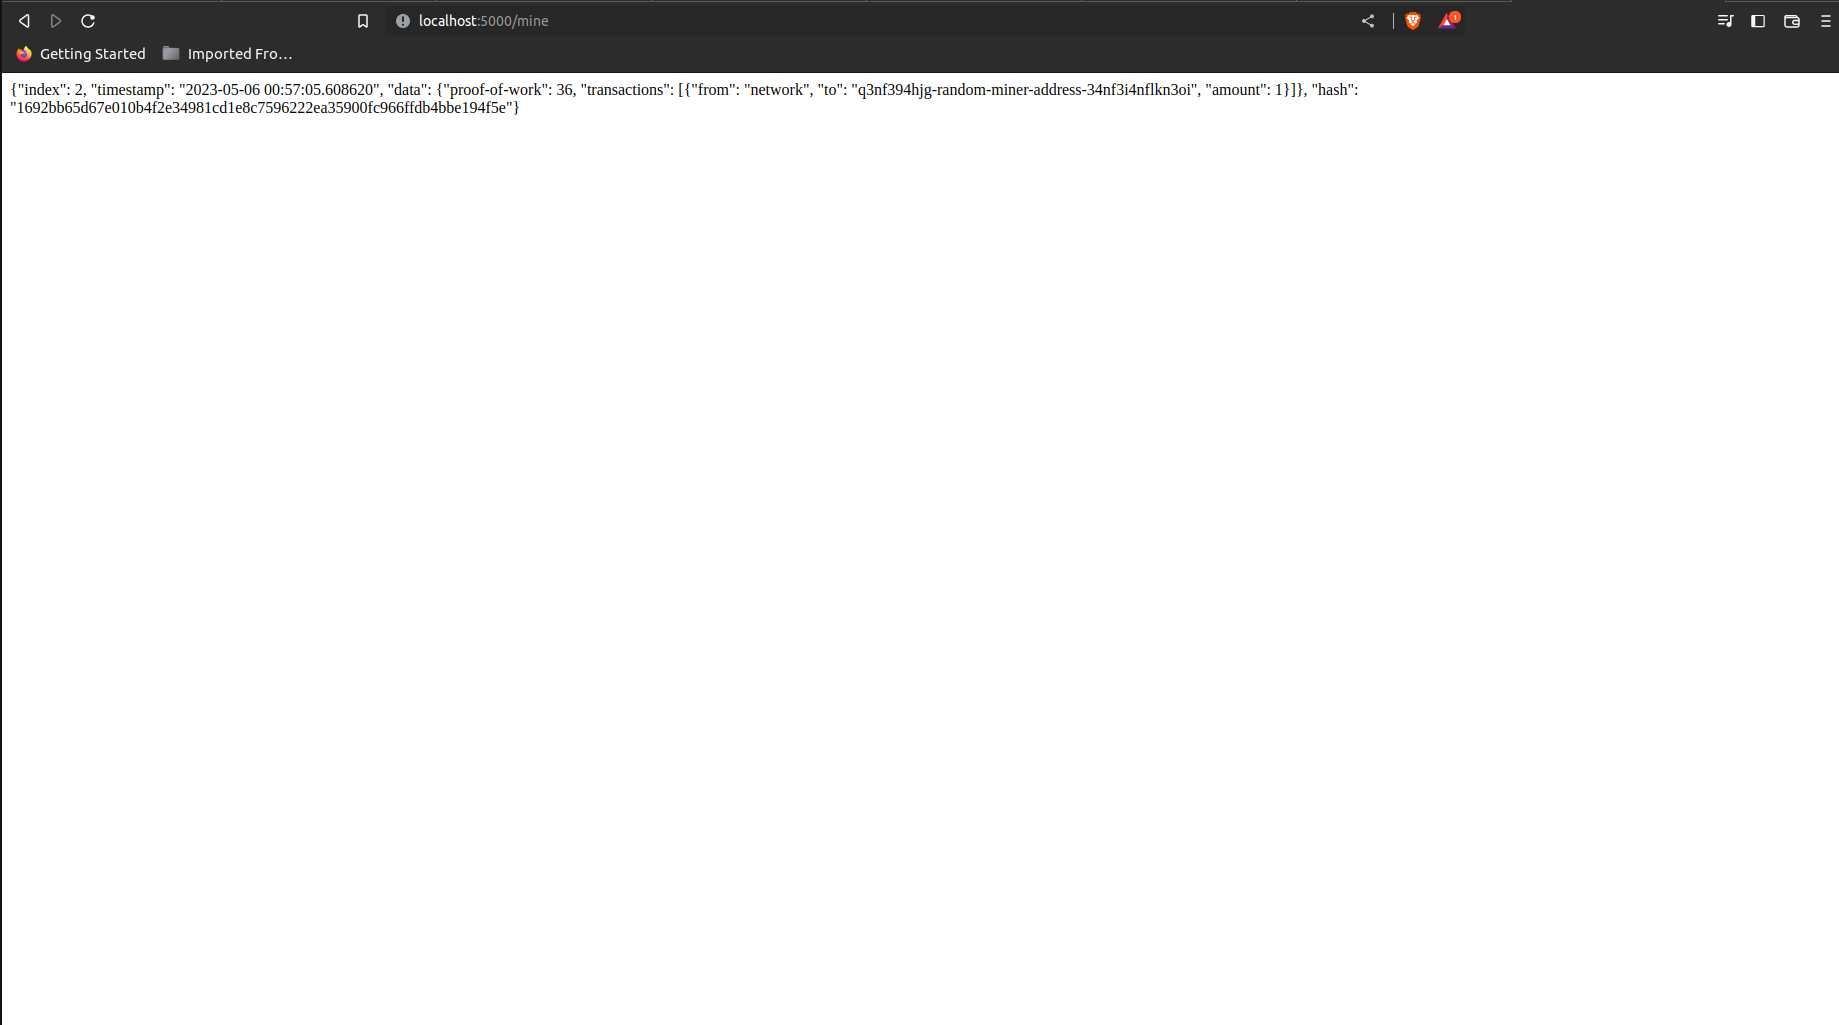 localhost:5000/mine
1
Getting Started Imported Fro...
{"index": 2, "timestamp": "2023-05-06 00:57:05.608620", "data": {"proof-of-work": 36, "transactions": [{"from": "network", "to": "q3nf394hjg-random-miner-address-34nf3i4nflkn3oi", "amount": 1}]}, "hash":
"1692bb65d67e010b4f2e34981cd1e8c7596222ea35900fc966ffdb4bbe194f5e"}